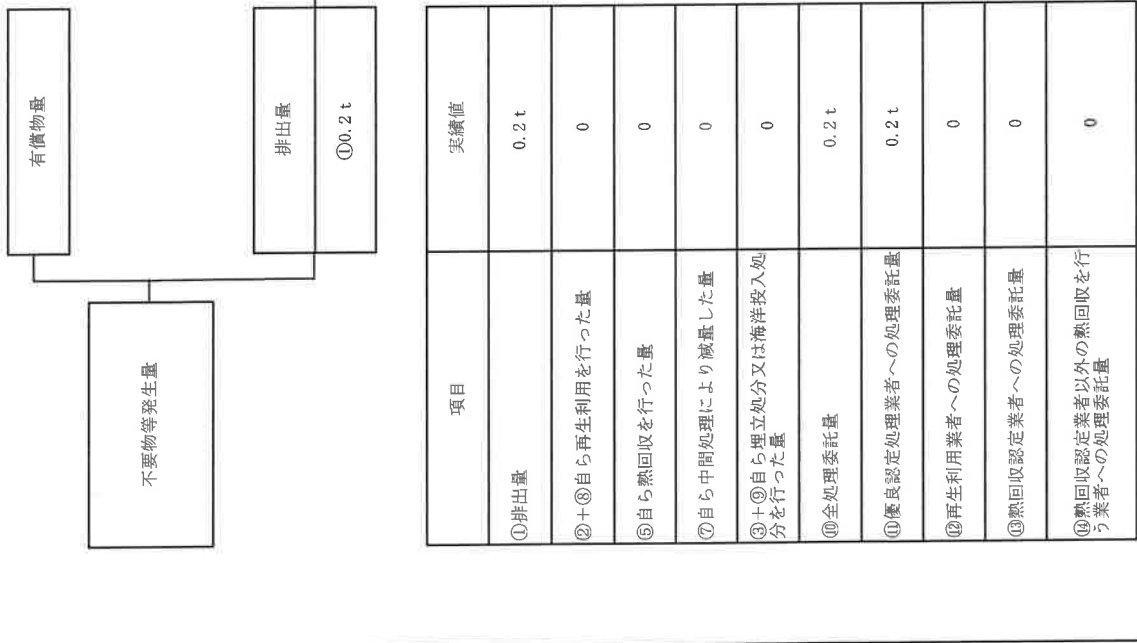 不要物等発生量
有償物量
排出量
①0.2 t
項目
実績値
①排出量
0.2 t
②+⑧自ら再生利用を行った量
0
⑤自ら熱回収を行った量
0
⑦自ら中間処理により減量した量
0
③+⑨自ら埋立処分又は海洋投入処
分を行った量
0
⑩全処理委託量
0.2 t
⑪優良認定処理業者への処理委託量
0.2 t
⑫再生利用業者への処理委託量
0
⑬熱回収認定業者への処理委託量
0
⑭熱回収認定業者以外の熱回収を行
う業者への処理委託量
0